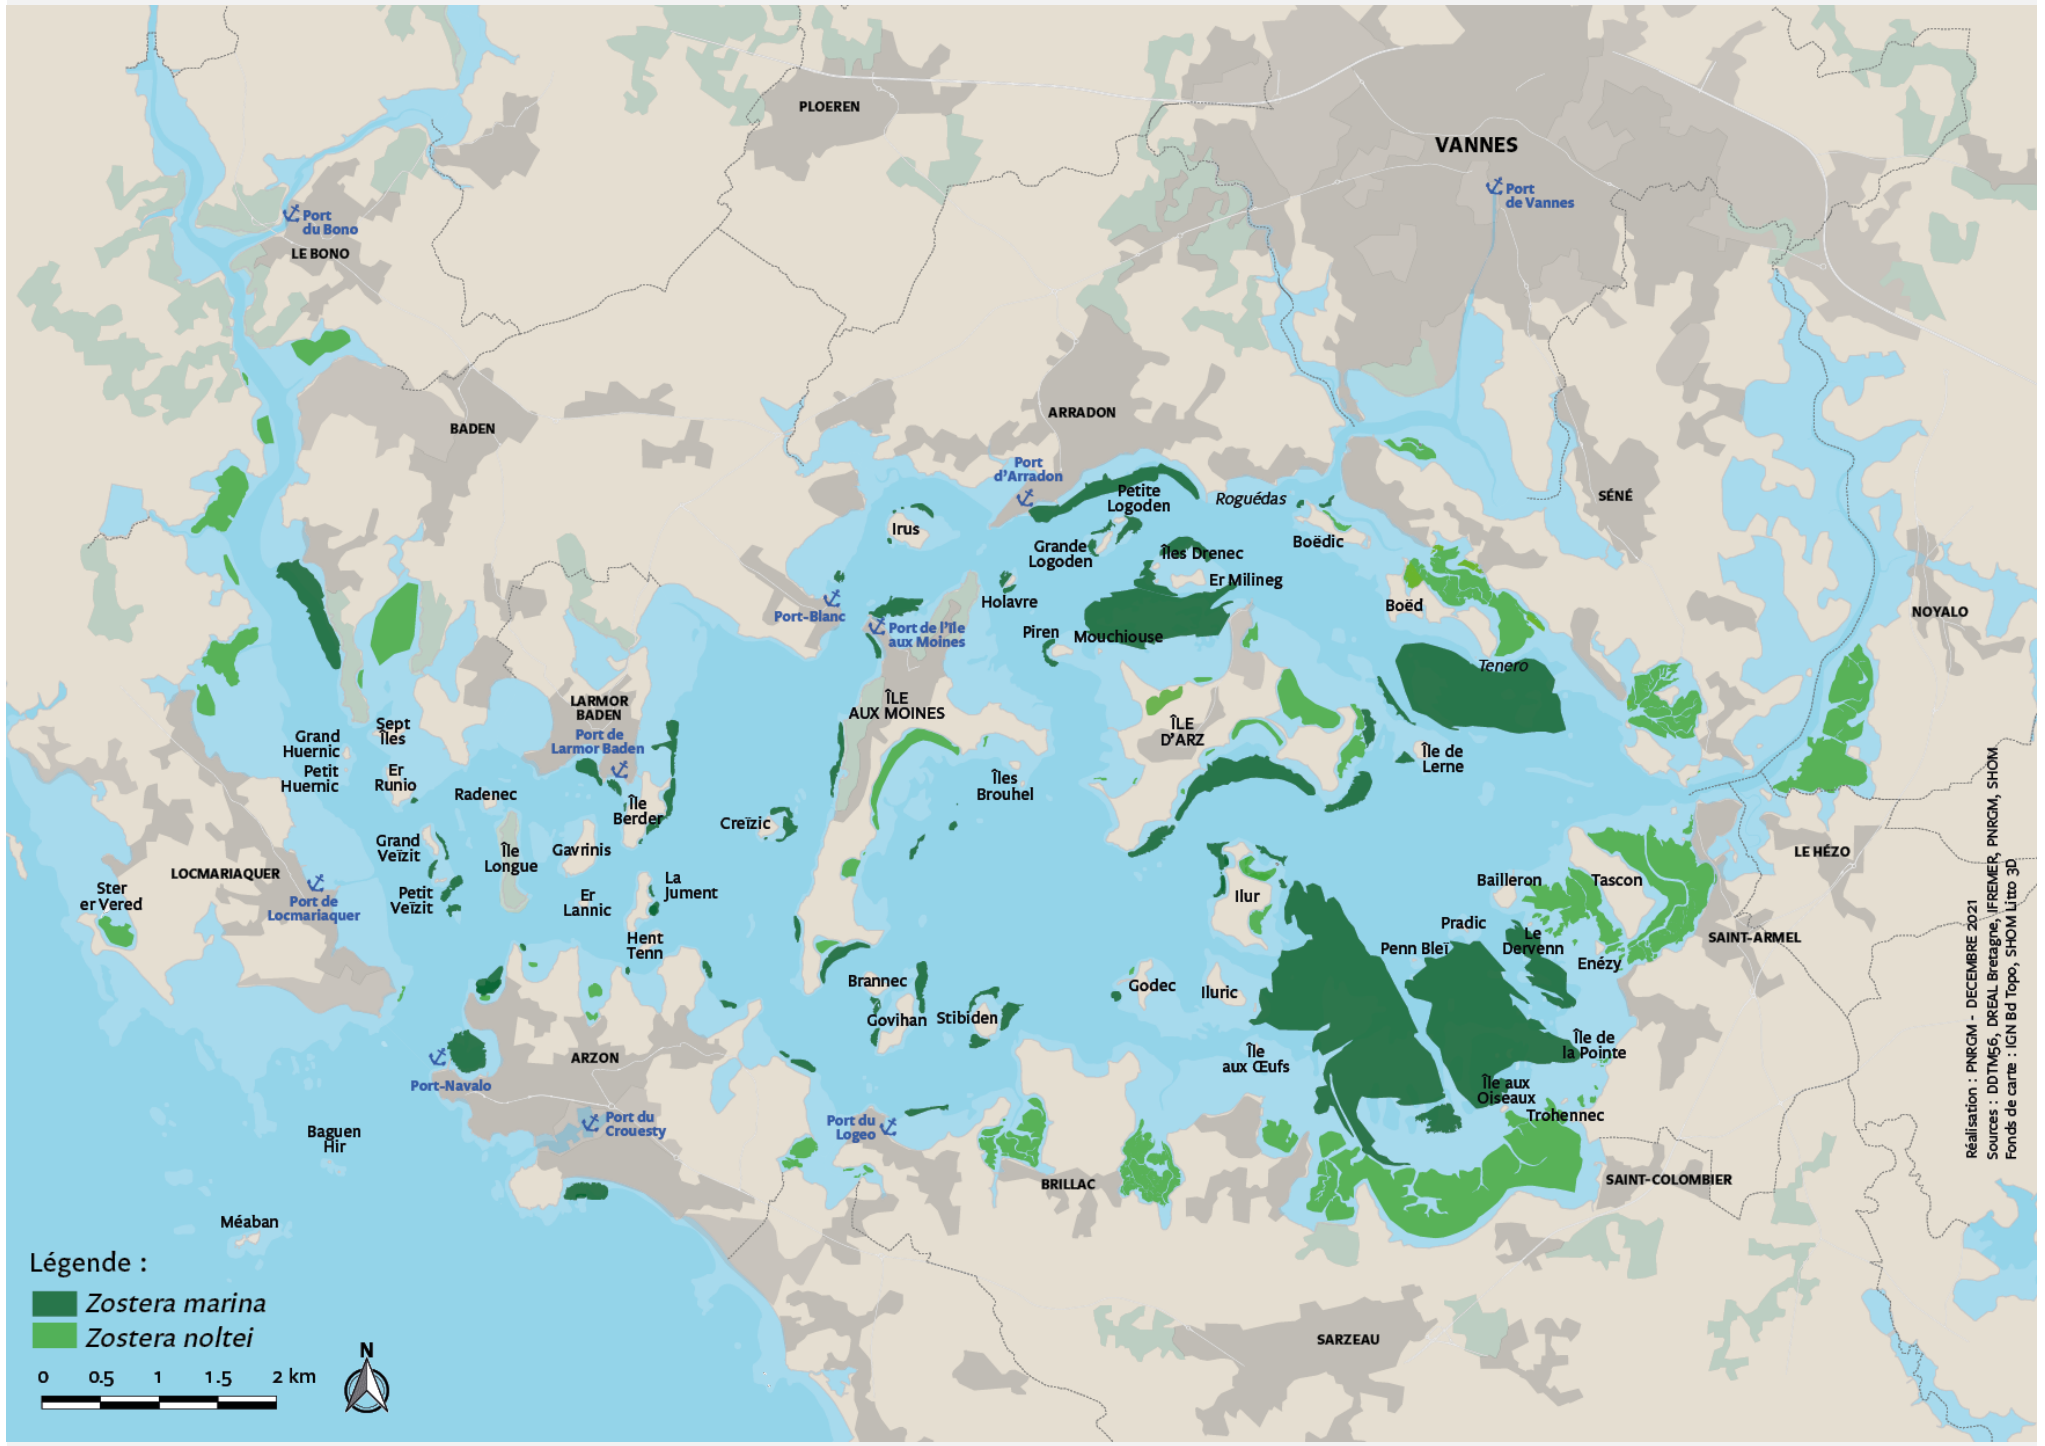 PLOEREN
VANNES
Port
de Vannes
Port
du Bono
LE BONO
BADEN
ARRADON
Port
d'Arradon
Petite
Logoden
Roguédas
SÉNÉ
Irus
Grande
Logoden
Îles Drenec
Boëdic
Er Milineg
Holavre
Boëd
NOYALO
Port-Blanc
Port de l'île
aux Moines
Piren
Mouchiouse
Tenero
ÎLE
AUX MOINES
LARMOR
BADEN
Port de
Larmor Baden
Sept
Îles
Grand
Huernic
Petit
Huernic
Er
Runio
Radenec
ÎLE
D'ARZ
Île de
Lerne
Îles
Brouhel
Île
Berder
Creïzic
Grand
Veïzit
Île
Longue
Gavrinis
LE HÉZO
LOCMARIAQUER
Ster
er Vered
Port de
Locmariaquer
Petit
Veïzit
Er
Lannic
La
Jument
Ilur
Bailleron
Tascon
Pradic
Le
Dervenn
Penn Bleï
Enézy
SAINT-ARMEL
Hent
Tenn
Brannec
Godec
Iluric
Govihan
Stibiden
Île de
la Pointe
Île
aux Œufs
ARZON
Port-Navalo
Île aux
Oiseaux
Trohennec
Port du
Crouesty
Port du
Logeo
Baguen
Hir
BRILLAC
SAINT-COLOMBIER
Méaban
SARZEAU
Légende :
Zostera marina
Zostera noltei
0 0.5 1 1.5 2 km
N
Réalisation : PNRGM - DECEMBRE 2021
Sources : DDTM56, DREAL Bretagne, IFREMER, PNRGM, SHOM
Fonds de carte : IGN Bd Topo, SHOM Litto 3D